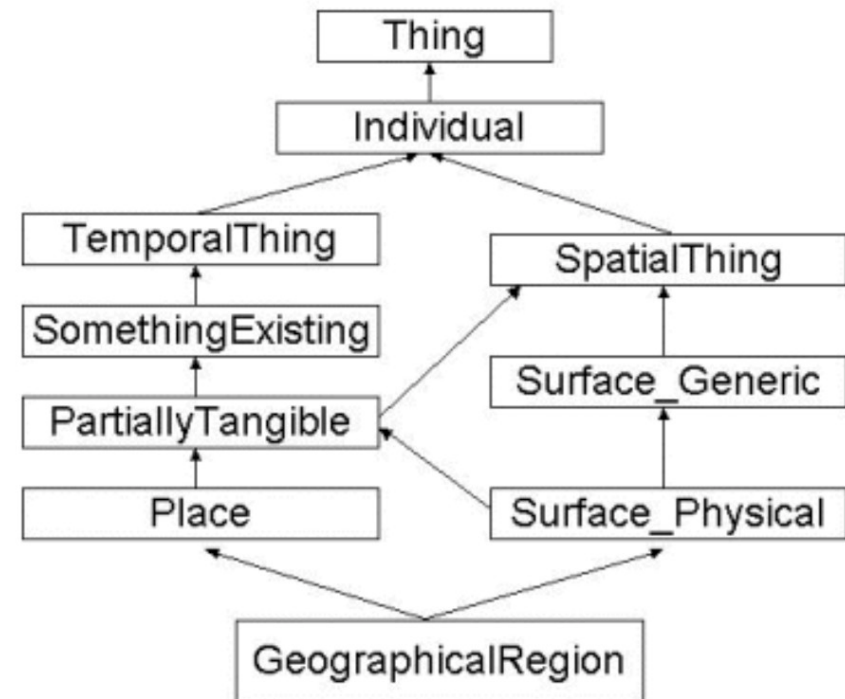 Thing
Individual
TemporalThing
SpatialThing
SomethingExisting
Surface_Generic
PartiallyTangible
Place
Surface_Physical
GeographicalRegion